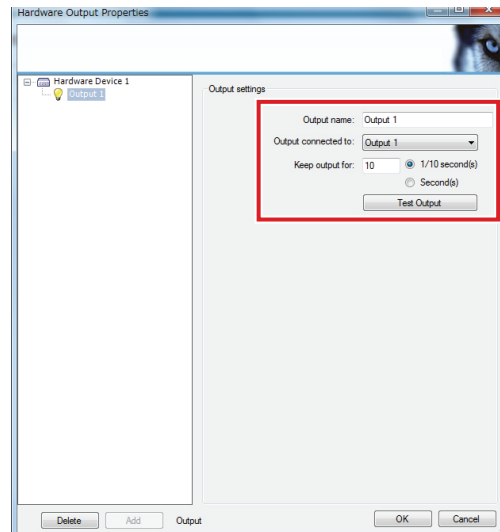 Hardware Output Properties
Hardware Device 1
Output 1
Output settings
Output name: Output 1
Output connected to: Output 1
Keep output for: 10 1/10 second(s)
Second(s)
Test Output
Delete Add Output OK Cancel